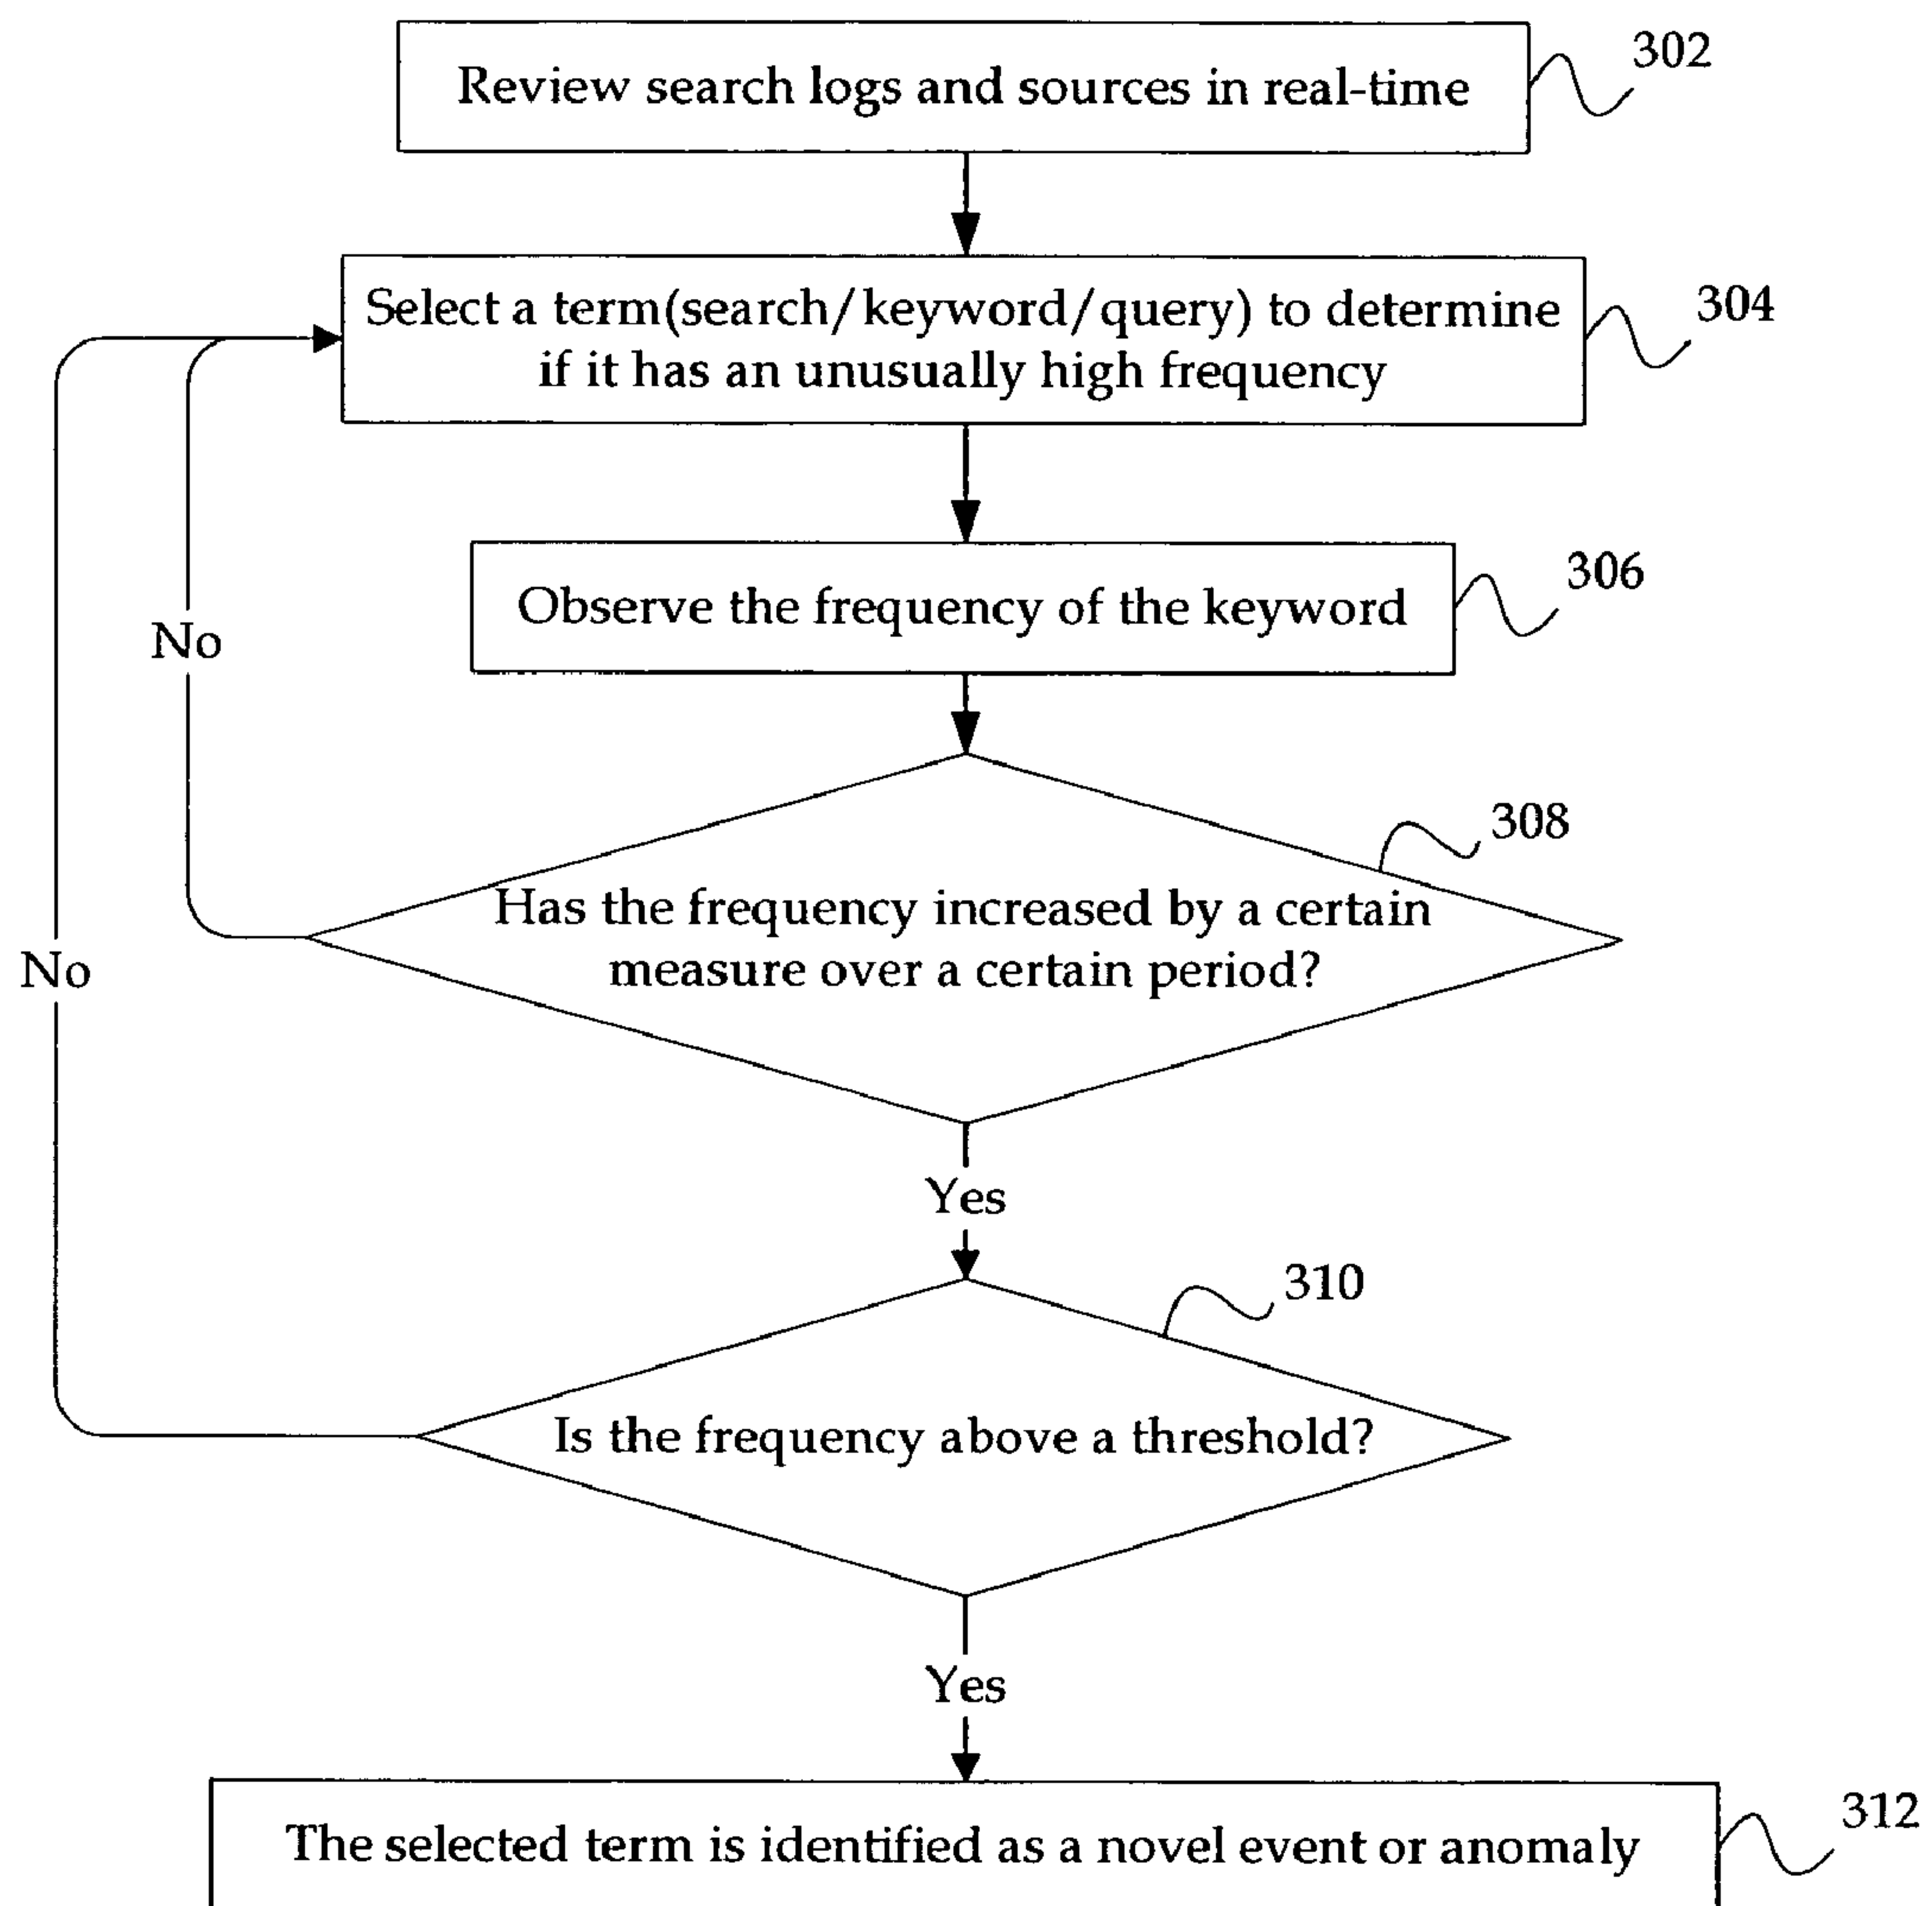 302
Review search logs and sources in real-time
304
Select a term(search/keyword/query) to determine
if it has an unusually high frequency
306
Observe the frequency of the keyword
No
308
Has the frequency increased by a certain
measure over a certain period?
No
Yes
310
Is the frequency above a threshold?
Yes
312
The selected term is identified as a novel event or anomaly